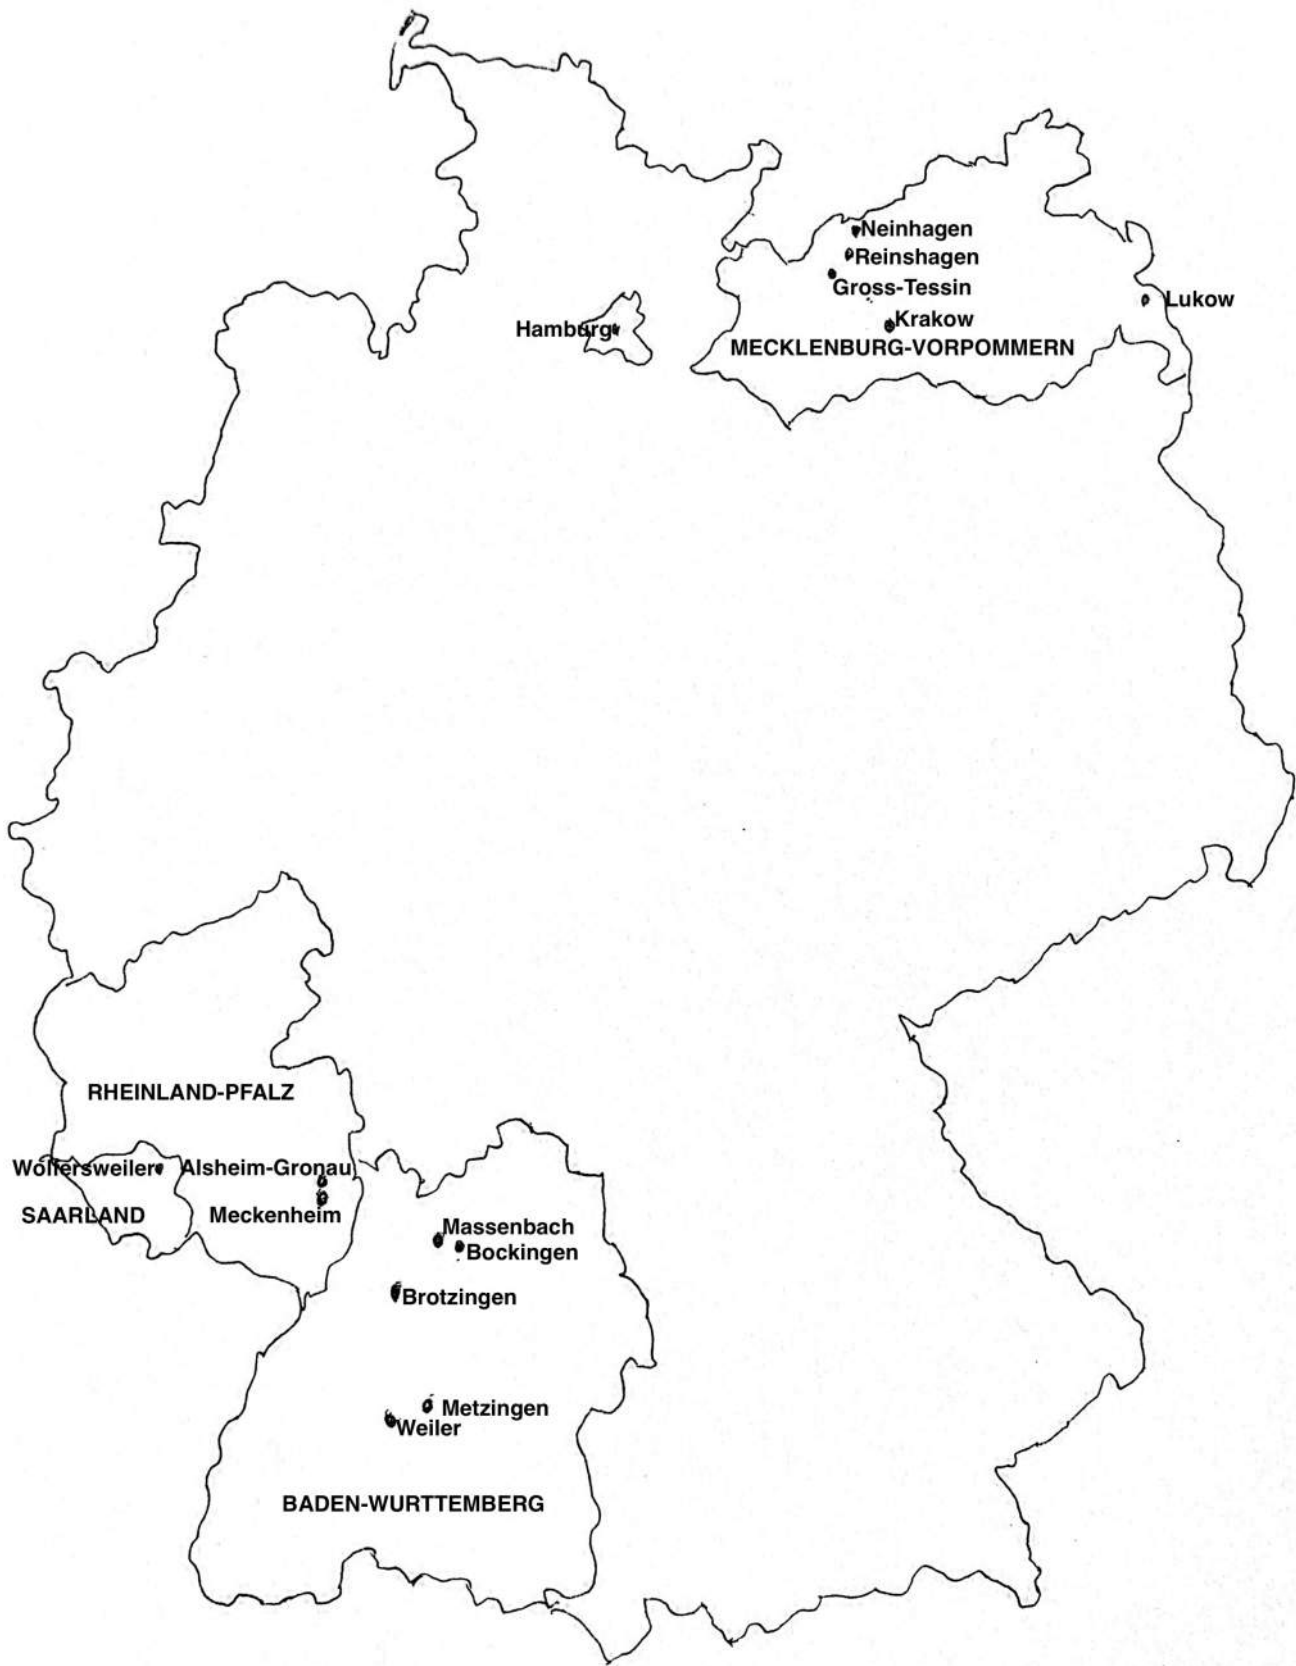 Neinhagen
Reinshagen
Gross-Tessin
Lukow
Krakow
Hamburg
MECKLENBURG-VORPOMMERN
RHEINLAND-PFALZ
Wolfersweiler
Alsheim-Gronau
SAARLAND
Meckenheim
Massenbach
Bockingen
Brotzingen
Metzingen
Weiler
BADEN-WURTTEMBERG